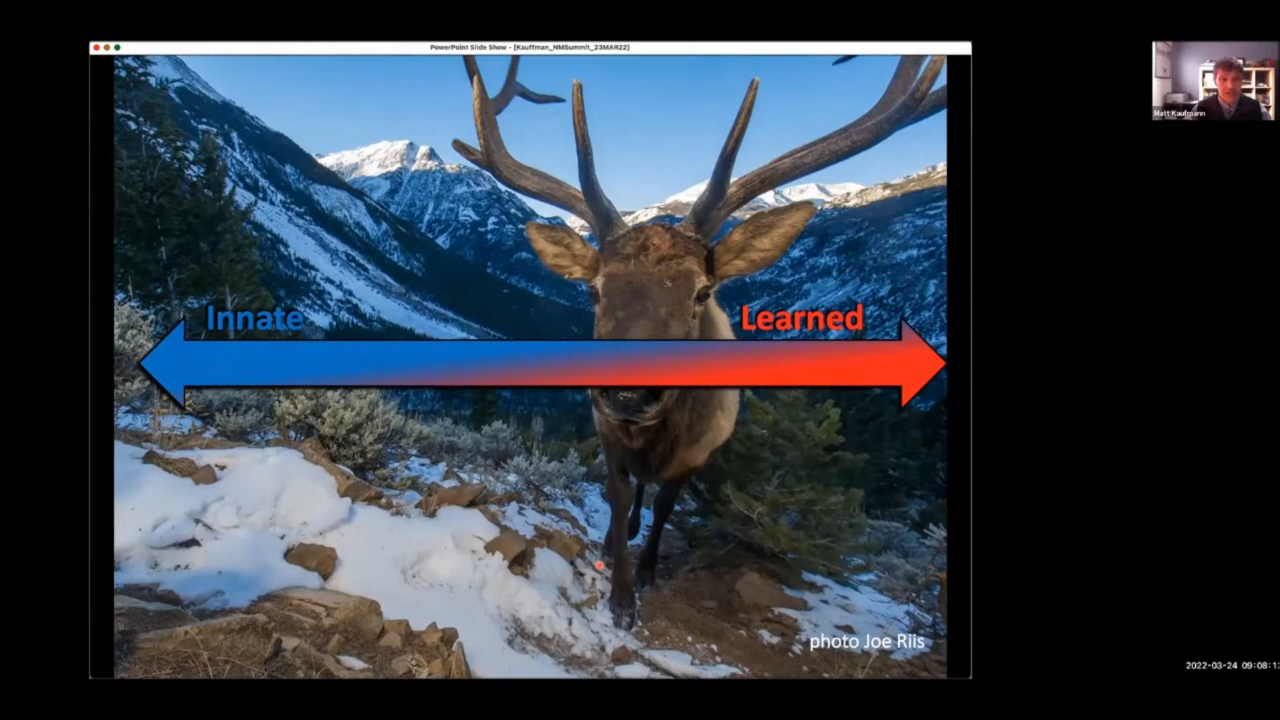 PowerPoint Slide Show - [Kauffman_NMSummit_23MAR22]
Matt Kaufmann
Innate
Learned
photo Joe Riis
2022-03-24 09:08:1